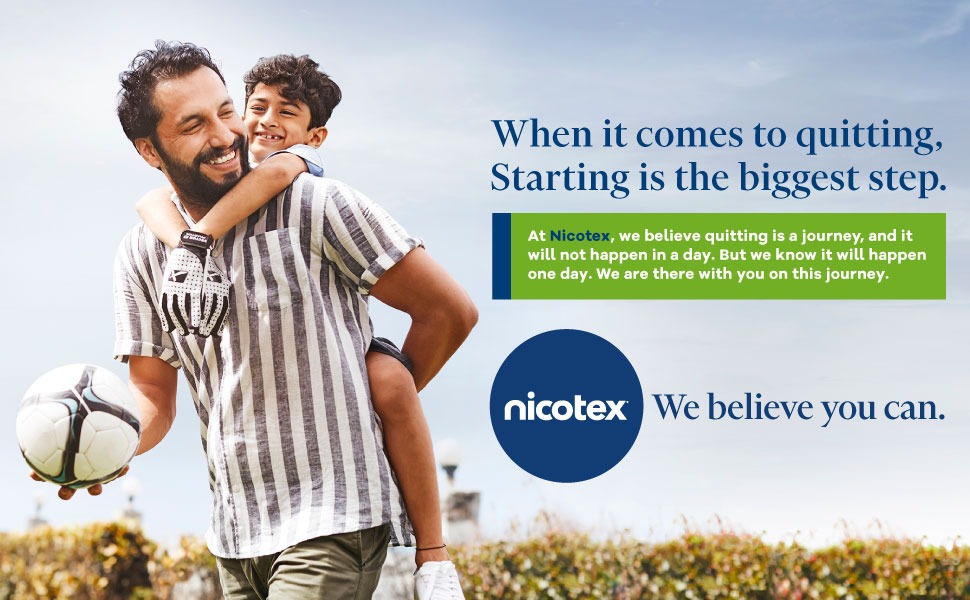 When it comes to quitting,
Starting is the biggest step.
At Nicotex, we believe quitting is a journey, and it
will not happen in a day. But we know it will happen
one day. We are there with you on this journey.
nicotex
We believe you can.